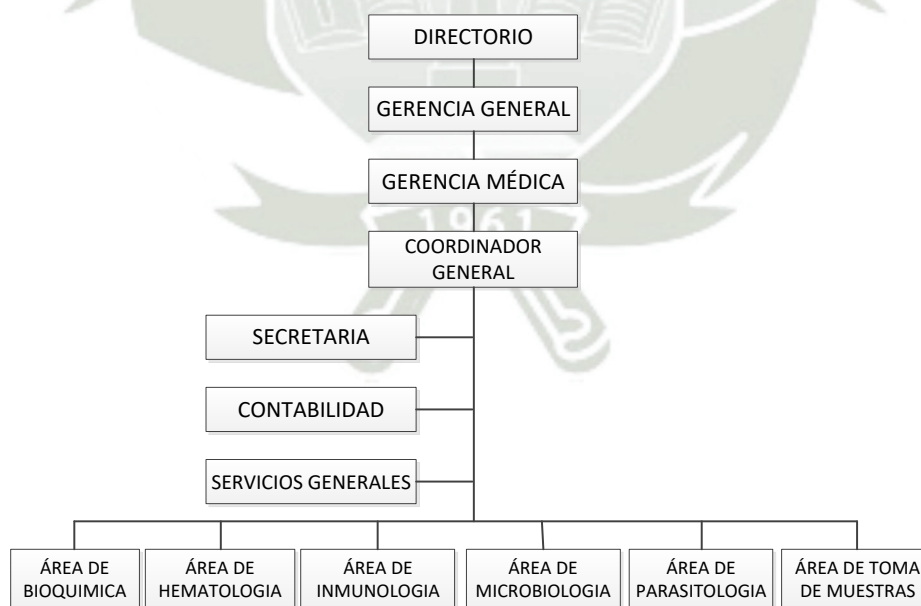 DIRECTORIO
GERENCIA GENERAL
GERENCIA MÉDICA
1961
COORDINADOR
GENERAL
SECRETARIA
CONTABILIDAD
SERVICIOS GENERALES
ÁREA DE
BIOQUIMICA
ÁREA DE
HEMATOLOGIA
ÁREA DE
INMUNOLOGIA
ÁREA DE
MICROBIOLOGIA
ÁREA DE
PARASITOLOGIA
ÁREA DE TOMA
DE MUESTRAS